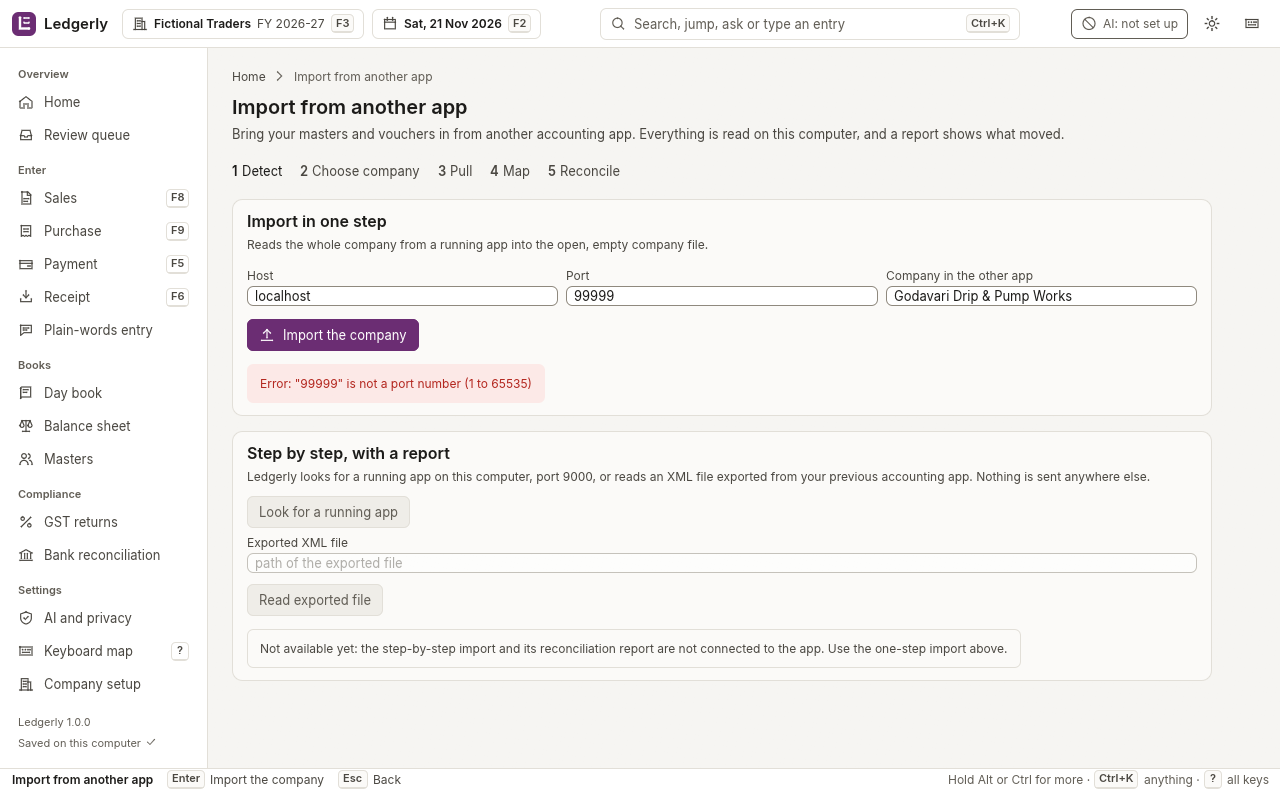 Ledgerly
Fictional Traders FY 2026-27 F3
Sat, 21 Nov 2026 F2
Search, jump, ask or type an entry Ctrl+K
AI: not set up
Overview
Home
Review queue
Enter
Sales F8
Purchase F9
Payment F5
Receipt F6
Plain-words entry
Books
Day book
Balance sheet
Masters
Compliance
GST returns
Bank reconciliation
Settings
AI and privacy
Keyboard map ?
Company setup
Ledgerly 1.0.0
Saved on this computer
Home > Import from another app
Import from another app
Bring your masters and vouchers in from another accounting app. Everything is read on this computer, and a report shows what moved.
1 Detect 2 Choose company 3 Pull 4 Map 5 Reconcile
Import in one step
Reads the whole company from a running app into the open, empty company file.
Host Port Company in the other app
localhost 99999 Godavari Drip & Pump Works
Import the company
Error: "99999" is not a port number (1 to 65535)
Step by step, with a report
Ledgerly looks for a running app on this computer, port 9000, or reads an XML file exported from your previous accounting app. Nothing is sent anywhere else.
Look for a running app
Exported XML file
path of the exported file
Read exported file
Not available yet: the step-by-step import and its reconciliation report are not connected to the app. Use the one-step import above.
Import from another app Enter Import the company Esc Back
Hold Alt or Ctrl for more · Ctrl+K anything · ? all keys